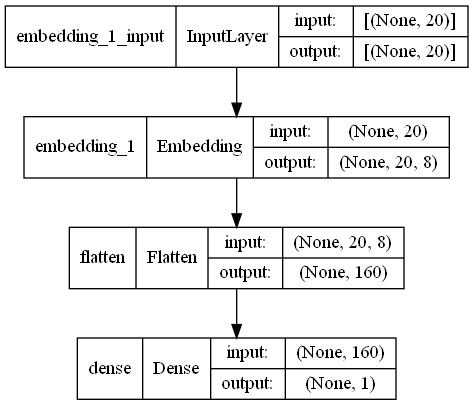 embedding_1_input InputLayer input: [(None, 20)]
output: [(None, 20)]
embedding_1 Embedding input: (None, 20)
output: (None, 20, 8)
flatten Flatten input: (None, 20, 8)
output: (None, 160)
dense Dense input: (None, 160)
output: (None, 1)